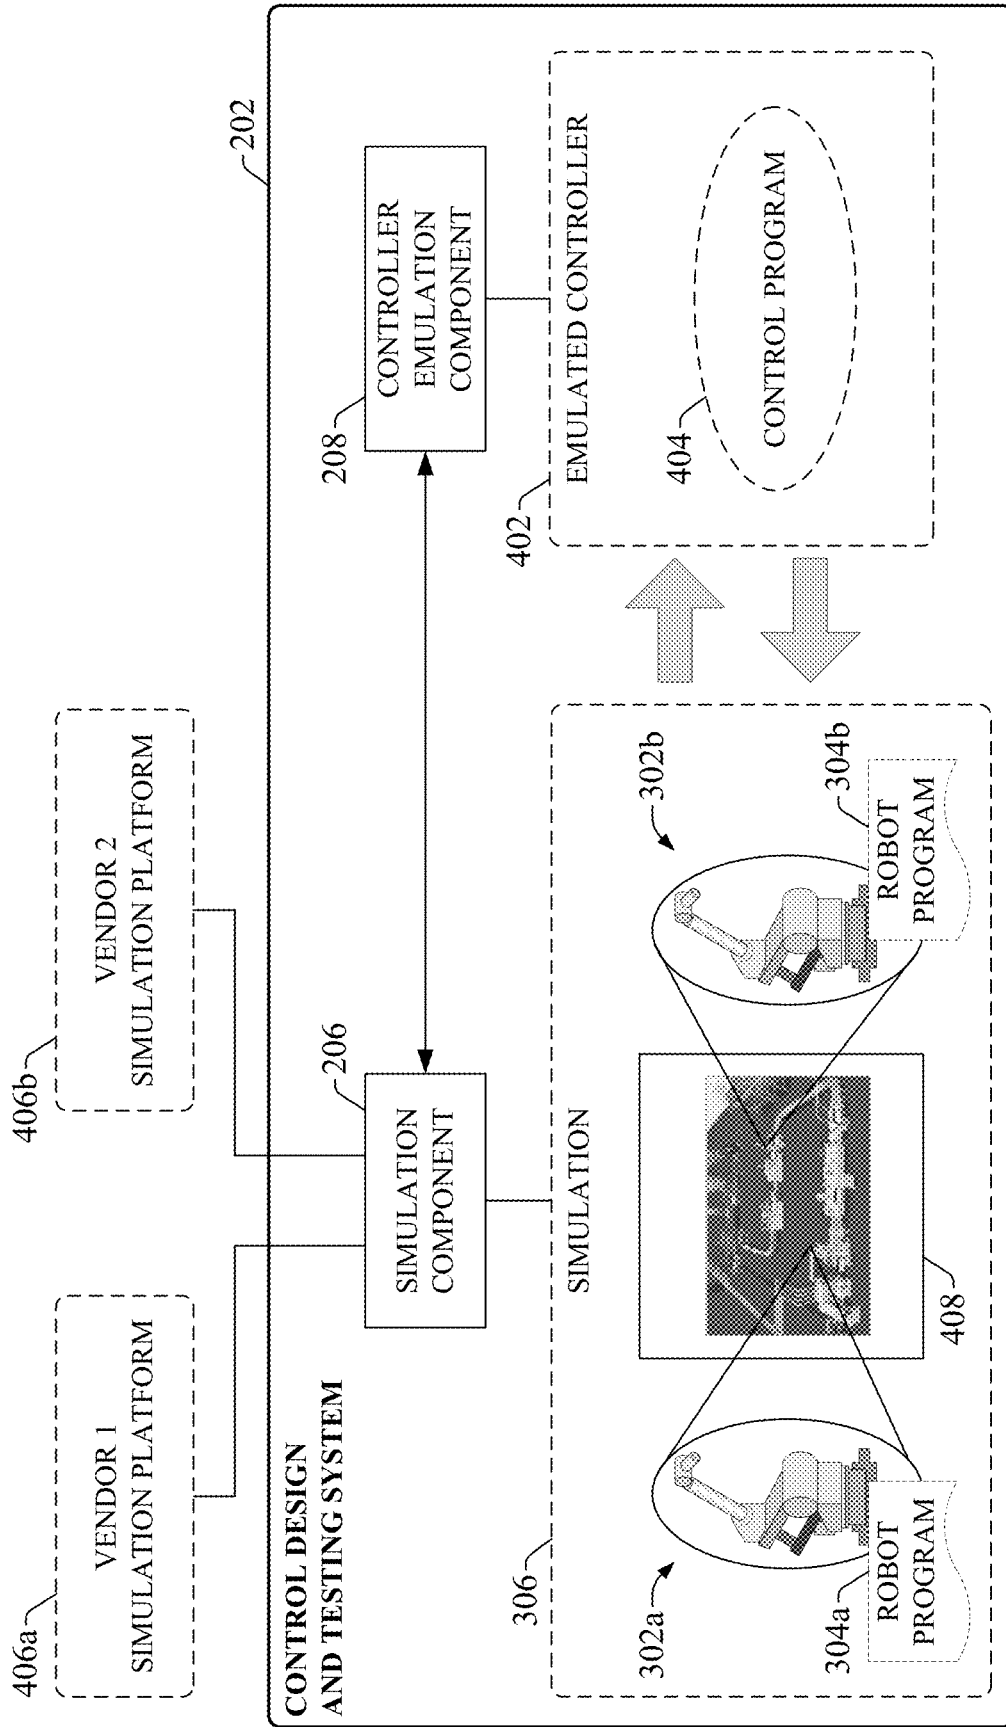 406a
VENDOR 1
SIMULATION PLATFORM
406b
VENDOR 2
SIMULATION PLATFORM
202
CONTROL DESIGN
AND TESTING SYSTEM
206
SIMULATION
COMPONENT
208
CONTROLLER
EMULATION
COMPONENT
306
SIMULATION
302a
304a
ROBOT
PROGRAM
408
302b
304b
ROBOT
PROGRAM
402
EMULATED CONTROLLER
404
CONTROL PROGRAM